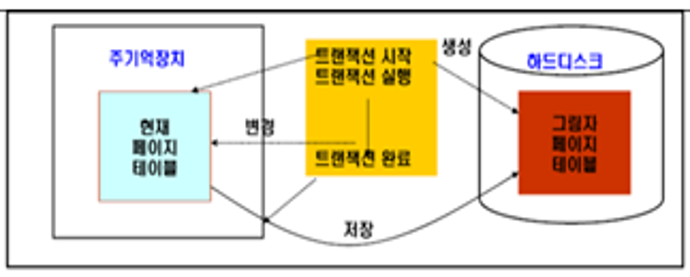 주기억장치
현재
페이지
테이블
변경
트랜잭션 시작
트랜잭션 실행
트랜잭션 완료
생성
하드디스크
그림자
페이지
테이블
저장